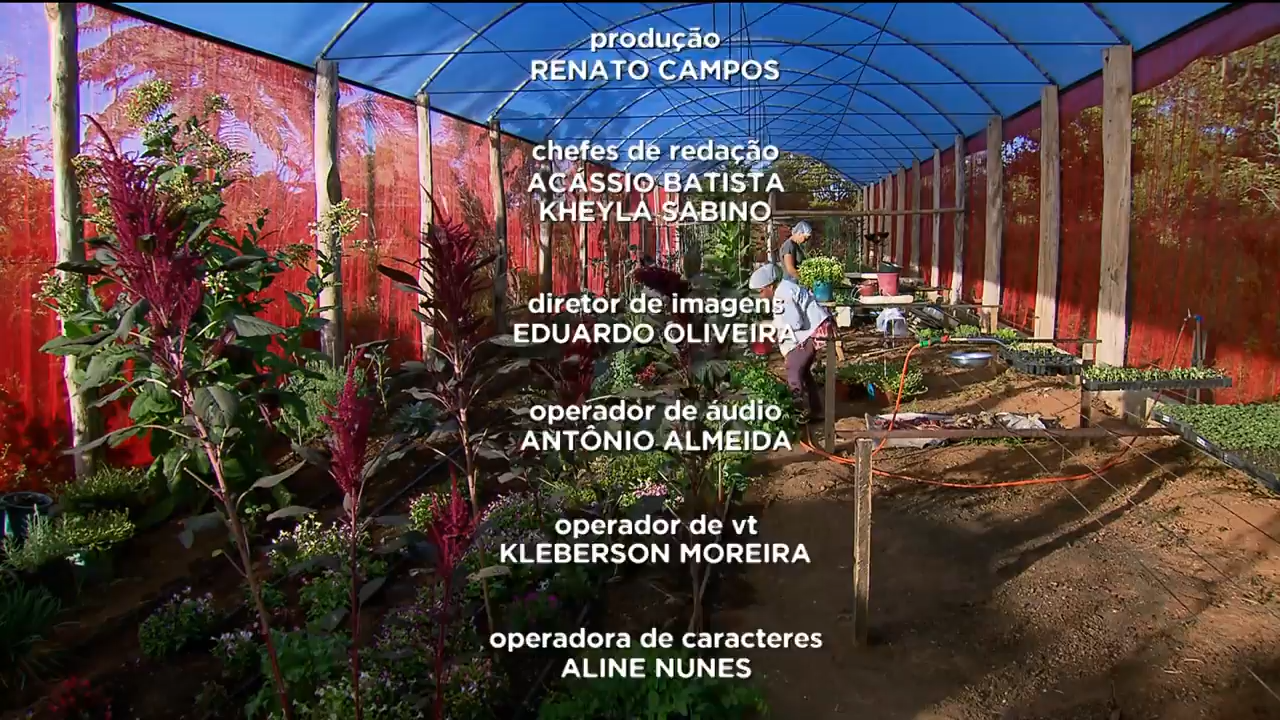 produção
RENATO CAMPOS
chefes de redação
ACÁSSIO BATISTA
KHEYLA SABINO
diretor de imagens
EDUARDO OLIVEIRA
operador de áudio
ANTÔNIO ALMEIDA
operador de vt
KLEBERSON MOREIRA
operadora de caracteres
ALINE NUNES